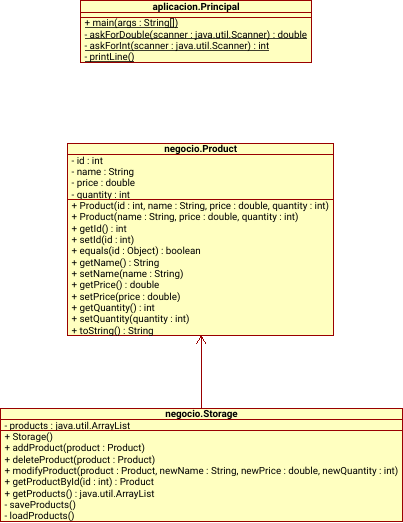 aplicacion.Principal
+ main(args : String[])
- askForDouble(scanner : java.util.Scanner) : double
- askForInt(scanner : java.util.Scanner) : int
- printLine()
negocio.Product
- id : int
- name : String
- price : double
- quantity : int
+ Product(id : int, name : String, price : double, quantity : int)
+ Product(name : String, price : double, quantity : int)
+ getId() : int
+ setId(id : int)
+ equals(id : Object) : boolean
+ getName() : String
+ setName(name : String)
+ getPrice() : double
+ setPrice(price : double)
+ getQuantity() : int
+ setQuantity(quantity : int)
+ toString() : String
negocio.Storage
- products : java.util.ArrayList
+ Storage()
+ addProduct(product : Product)
+ deleteProduct(product : Product)
+ modifyProduct(product : Product, newName : String, newPrice : double, newQuantity : int)
+ getProductById(id : int) : Product
+ getProducts() : java.util.ArrayList
- saveProducts()
- loadProducts()